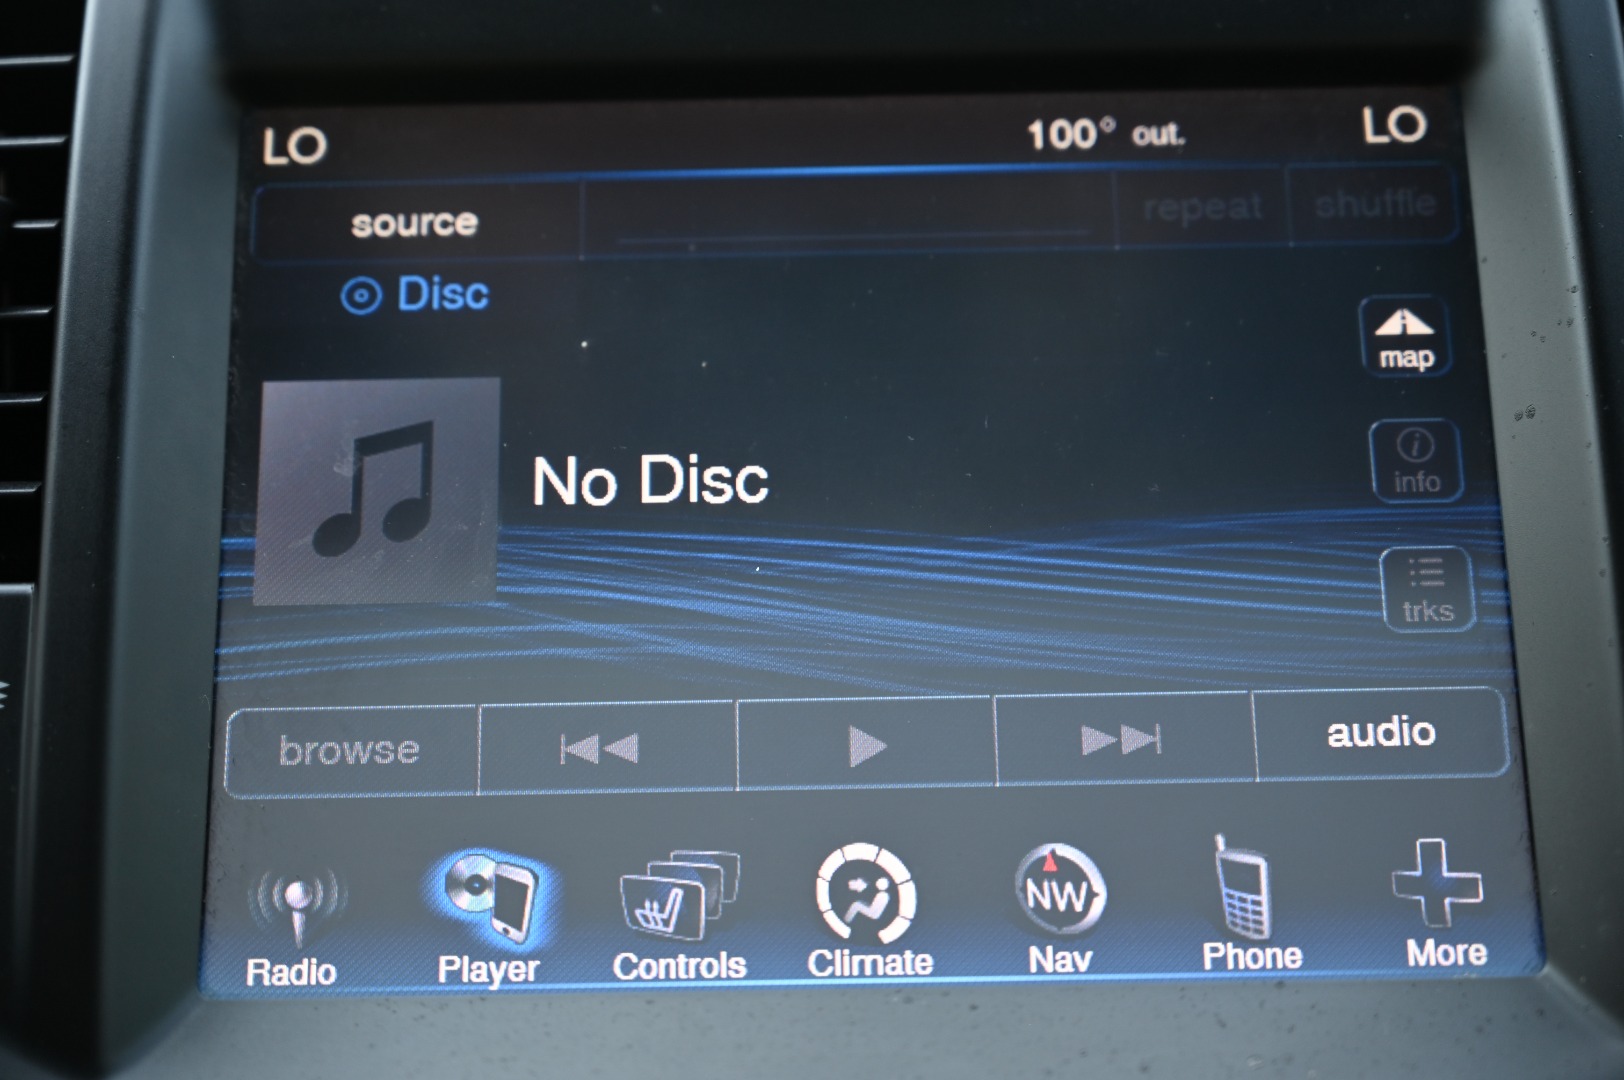 LO 100° out. LO
source repeat shuffle
Disc
map
No Disc
info
trks
browse audio
NW
Radio Player Controls Climate Nav Phone More